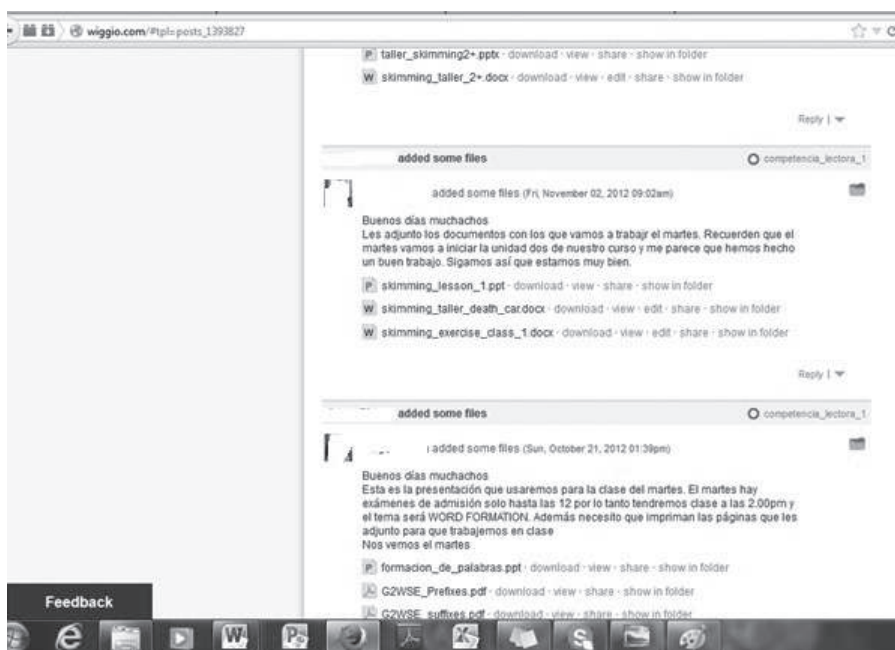 wiggio.com/#tpl=posts_1393827
taller_skimming2+.pptx · download · view · share · show in folder
skimming_taller_2+.docx · download · view · edit · share · show in folder
Reply |
added some files
competencia_lectora_1
added some files (Fri, November 02, 2012 09:02am)
Buenos días muchachos
Les adjunto los documentos con los que vamos a trabajr el martes. Recuerden que el
martes vamos a iniciar la unidad dos de nuestro curso y me parece que hemos hecho
un buen trabajo. Sigamos así que estamos muy bien.
skimming_lesson_1.ppt · download · view · share · show in folder
skimming_taller_death_car.docx · download · view · edit · share · show in folder
skimming_exercise_class_1.docx · download · view · edit · share · show in folder
Reply |
added some files
competencia_lectora_1
added some files (Sun, October 21, 2012 01:39pm)
Buenos días muchachos
Esta es la presentación que usaremos para la clase del martes. El martes hay
exámenes de admisión solo hasta las 12 por lo tanto tendremos clase a las 2.00pm y
el tema será WORD FORMATION. Además necesito que impriman las páginas que les
adjunto para que trabajemos en clase
Nos vemos el martes
formacion_de_palabras.ppt · download · view · share · show in folder
G2WSE_Prefixes.pdf · download · view · share · show in folder
G2WSE_suffixes.pdf · download · view · share · show in folder
Feedback